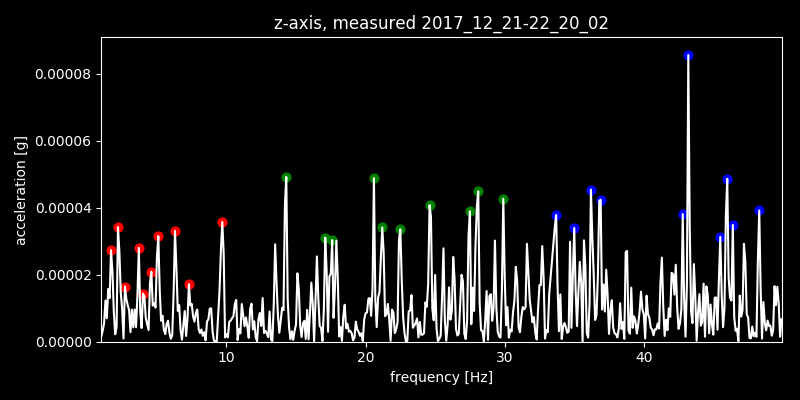 z-axis, measured 2017_12_21-22_20_02
0.00008
0.00006
0.00004
0.00002
0.00000
acceleration [g]
10 20 30 40
frequency [Hz]